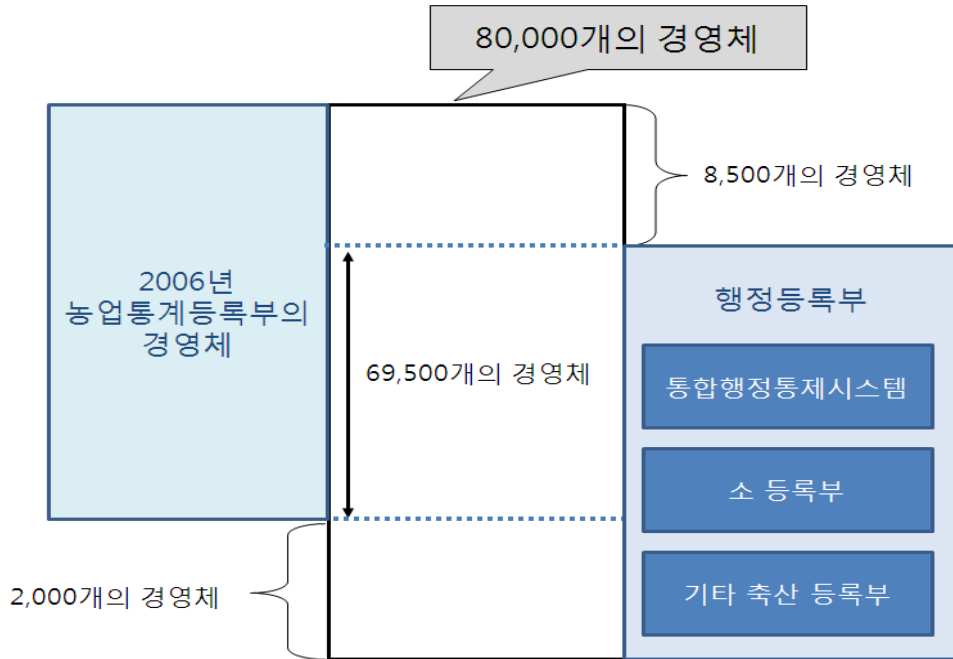 80,000개의 경영체
8,500개의 경영체
2006년
농업통계등록부의
경영체
행정등록부
69,500개의 경영체
통합행정통제시스템
소 등록부
기타 축산 등록부
2,000개의 경영체